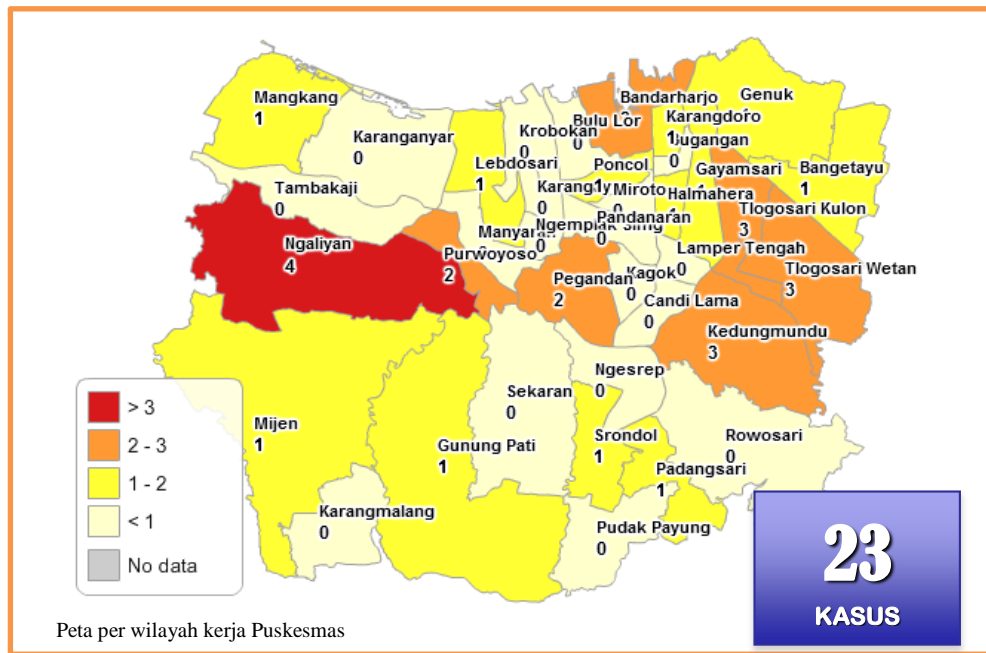 Mangkang
1
Karanganyar
0
Tambakaji
0
Ngaliyan
4
Purwoyoso
2
Lebdosari
1
Krobokan
0
Bulu Lor
0
Bandarharjo
Karangdoro
1
Genuk
0
Poncol
1
Gayamsari
Bangetayu
1
0
Miroto
Halmahera
1
Tlogosari Kulon
3
Pandanaran
0
0
Lamper Tengah
0
Tlogosari Wetan
3
Pegandan
2
Kagok
0
Candi Lama
0
Kedungmundu
3
Ngesrep
0
Sekaran
0
Mijen
1
Gunung Pati
1
Srondol
1
Rowosari
0
Padangsari
1
Karangmalang
0
Pudak Payung
0
> 3
2 - 3
1 - 2
< 1
No data
23
KASUS
Peta per wilayah kerja Puskesmas